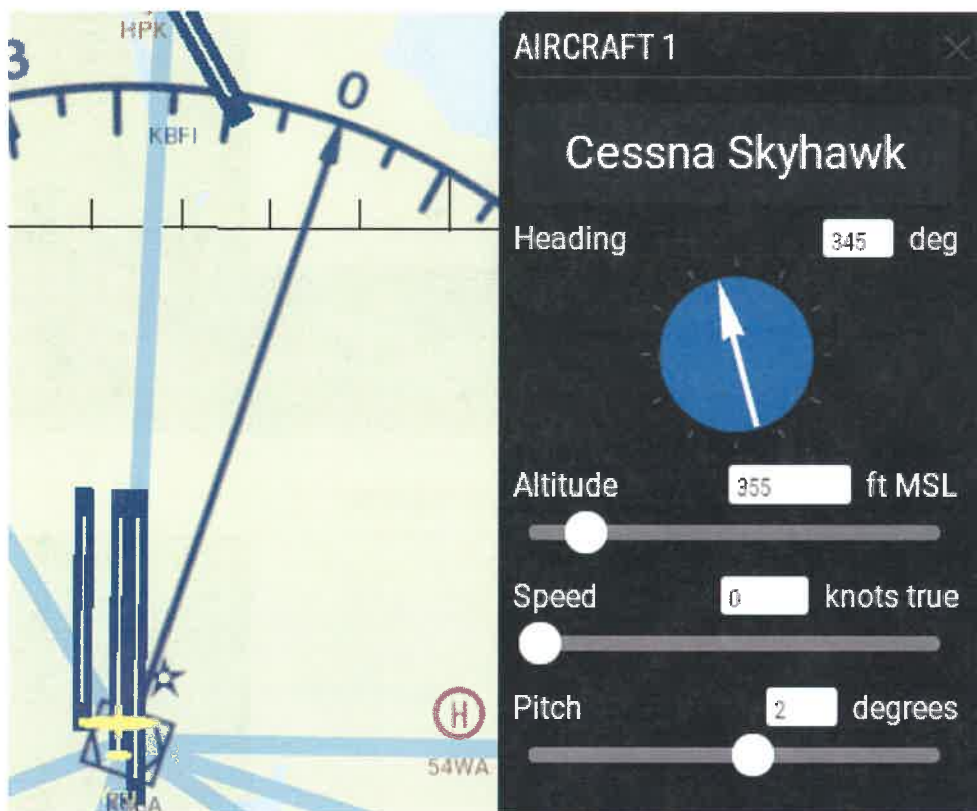 HPK
3
0
KBFI
54WA
H
AIRCRAFT 1
Cessna Skyhawk
Heading 345 deg
Altitude 355 ft MSL
Speed 0 knots true
Pitch 2 degrees